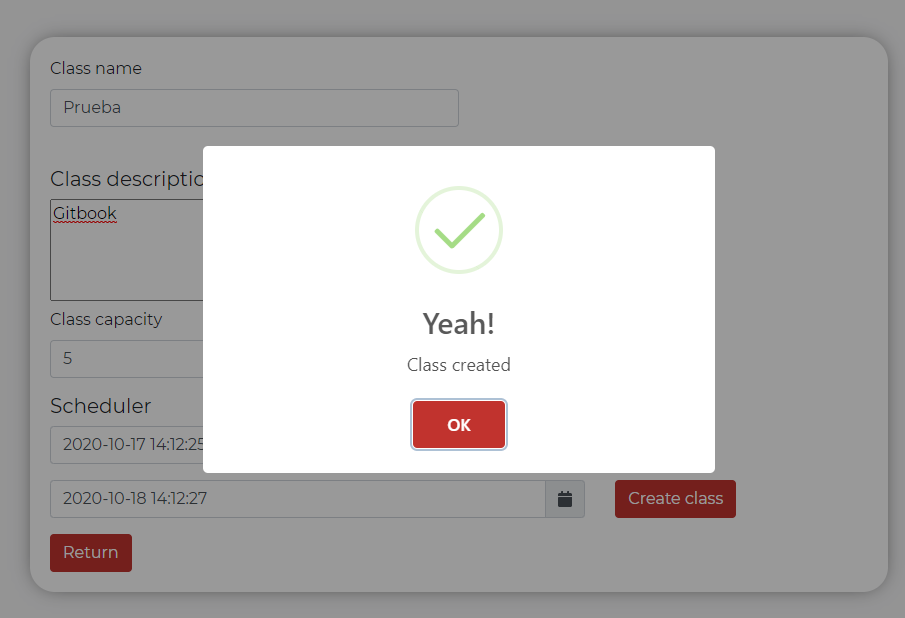 Class name
Prueba
Class descriptio
Gitbook
Class capacity
5
Scheduler
2020-10-17 14:12:25
Yeah!
Class created
OK
2020-10-18 14:12:27
Create class
Return